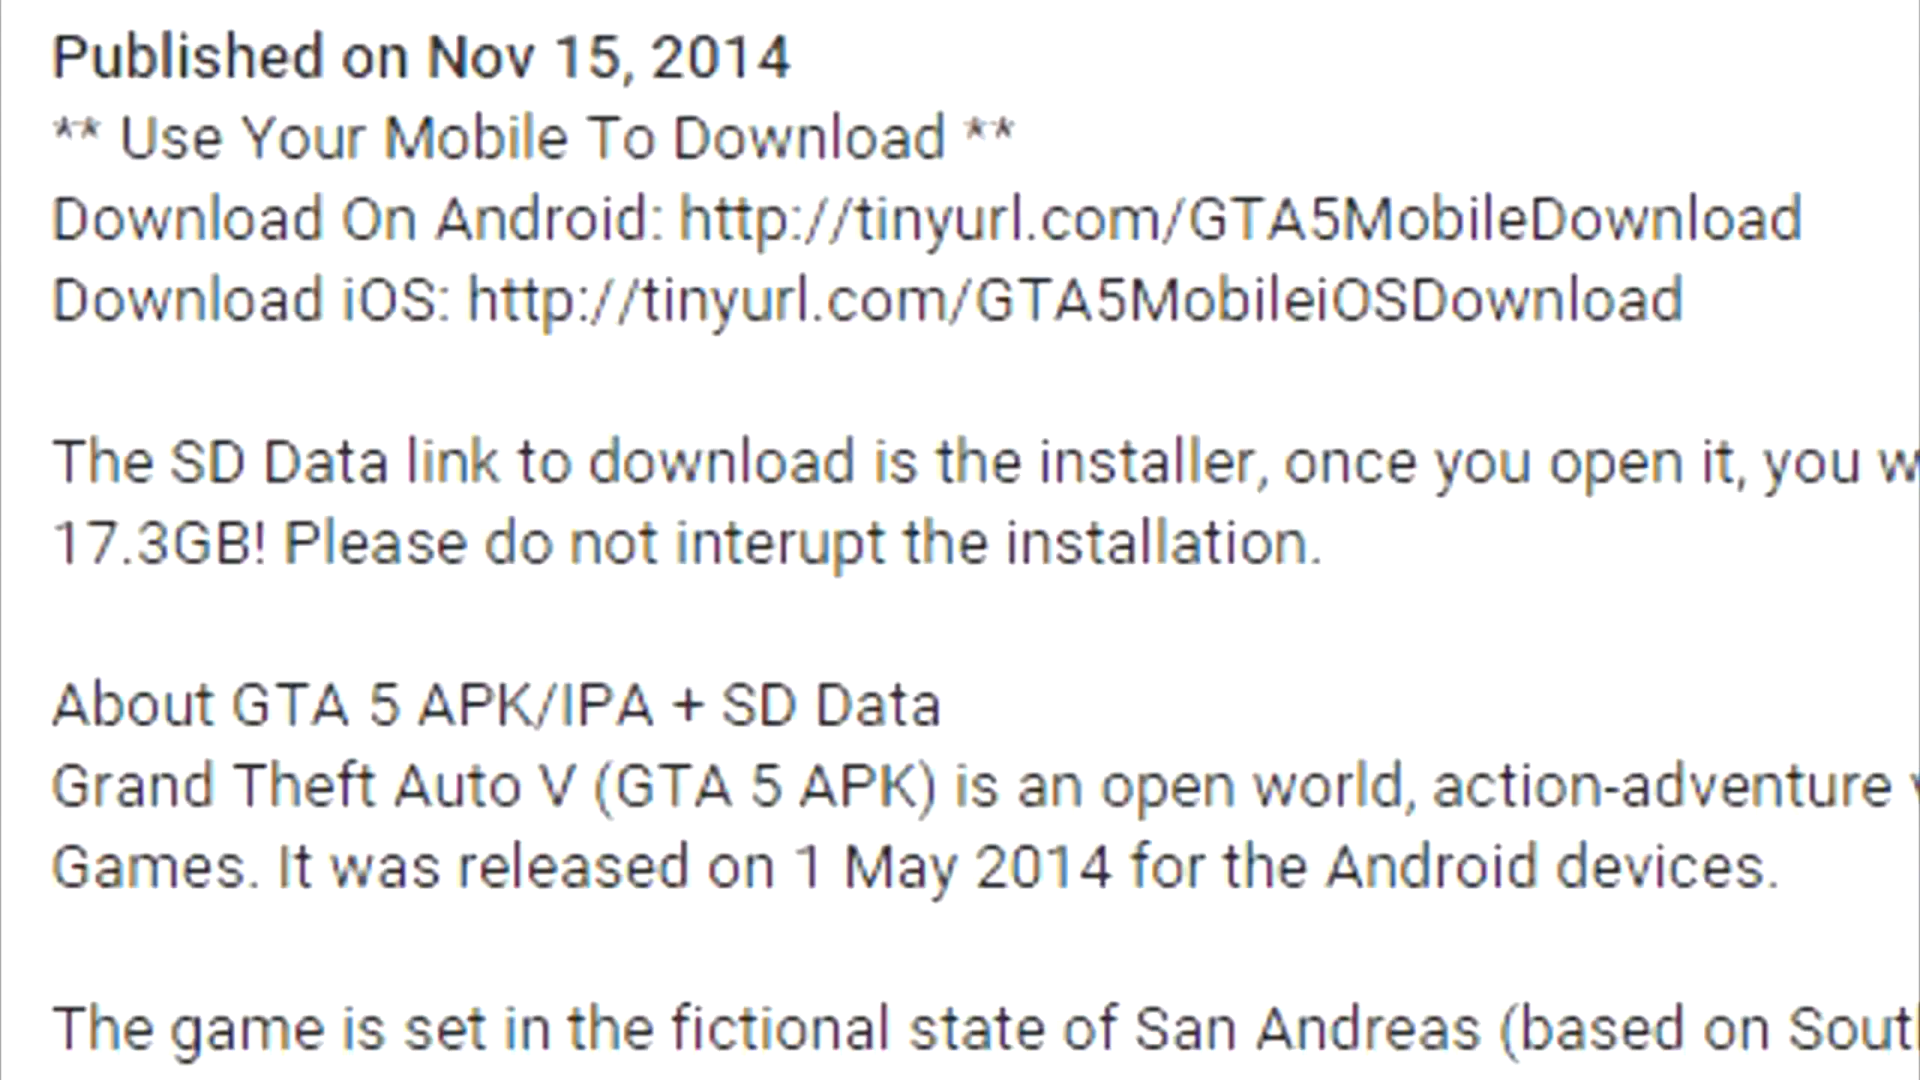 Published on Nov 15, 2014
** Use Your Mobile To Download **
Download On Android: http://tinyurl.com/GTA5MobileDownload
Download iOS: http://tinyurl.com/GTA5MobileiOSDownload
The SD Data link to download is the installer, once you open it, you
17.3GB! Please do not interupt the installation.
About GTA 5 APK/IPA + SD Data
Grand Theft Auto V (GTA 5 APK) is an open world, action-adventure
Games. It was released on 1 May 2014 for the Android devices.
The game is set in the fictional state of San Andreas (based on